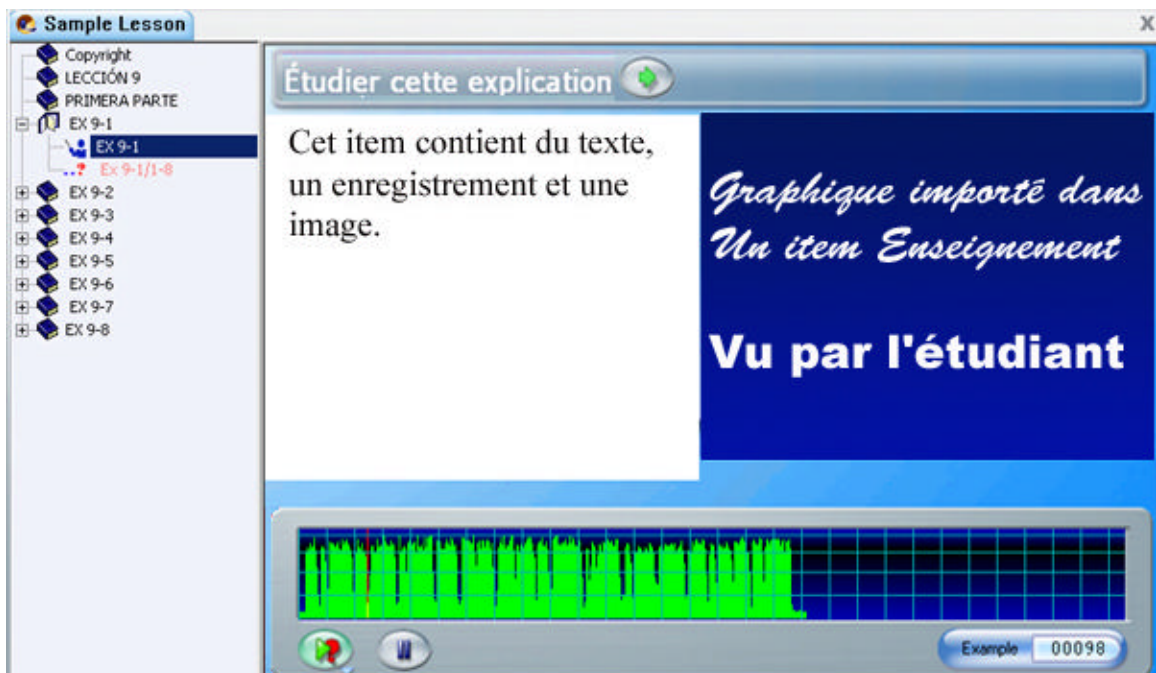 Sample Lesson
X
Copyright
LECCIÓN 9
PRIMERA PARTE
EX 9-1
EX 9-1
Ex 9-1/1-8
EX 9-2
EX 9-3
EX 9-4
EX 9-5
EX 9-6
EX 9-7
EX 9-8
Étudier cette explication
Cet item contient du texte,
un enregistrement et une
image.
Graphique importé dans
Un item Enseignement
Vu par l'étudiant
Example 00098